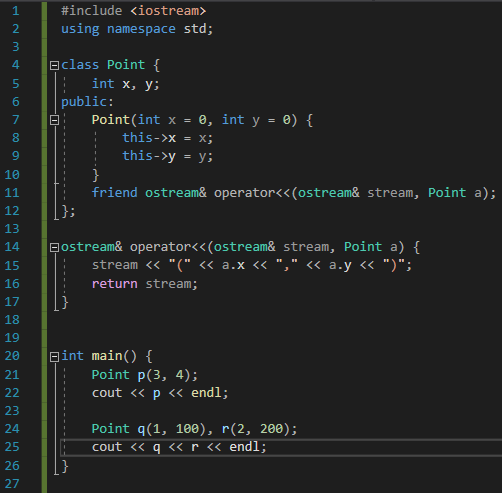 1 #include <iostream>
2 using namespace std;
3
4 class Point {
5 int x, y;
6 public:
7 Point(int x = 0, int y = 0) {
8 this->x = x;
9 this->y = y;
10 }
11 friend ostream& operator<<(ostream& stream, Point a);
12 };
13
14 ostream& operator<<(ostream& stream, Point a) {
15 stream << "(" << a.x << "," << a.y << ")";
16 return stream;
17 }
18
19
20 int main() {
21 Point p(3, 4);
22 cout << p << endl;
23
24 Point q(1, 100), r(2, 200);
25 cout << q << r << endl;
26 }
27